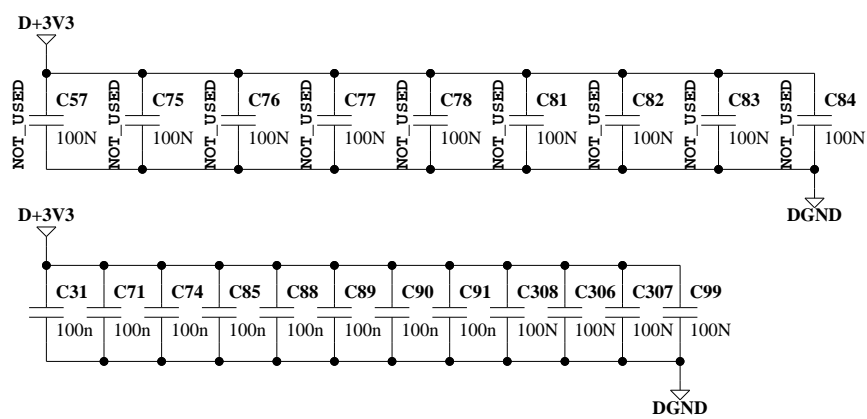 D+3V3
C57 C75 C76 C77 C78 C81 C82 C83 C84
NOT_USED NOT_USED NOT_USED NOT_USED NOT_USED NOT_USED NOT_USED NOT_USED NOT_USED
100N 100N 100N 100N 100N 100N 100N 100N 100N
DGND
D+3V3
C31 C71 C74 C85 C88 C89 C90 C91 C308 C306 C307 C99
100n 100n 100n 100n 100n 100n 100n 100n 100N 100N 100N 100N
DGND